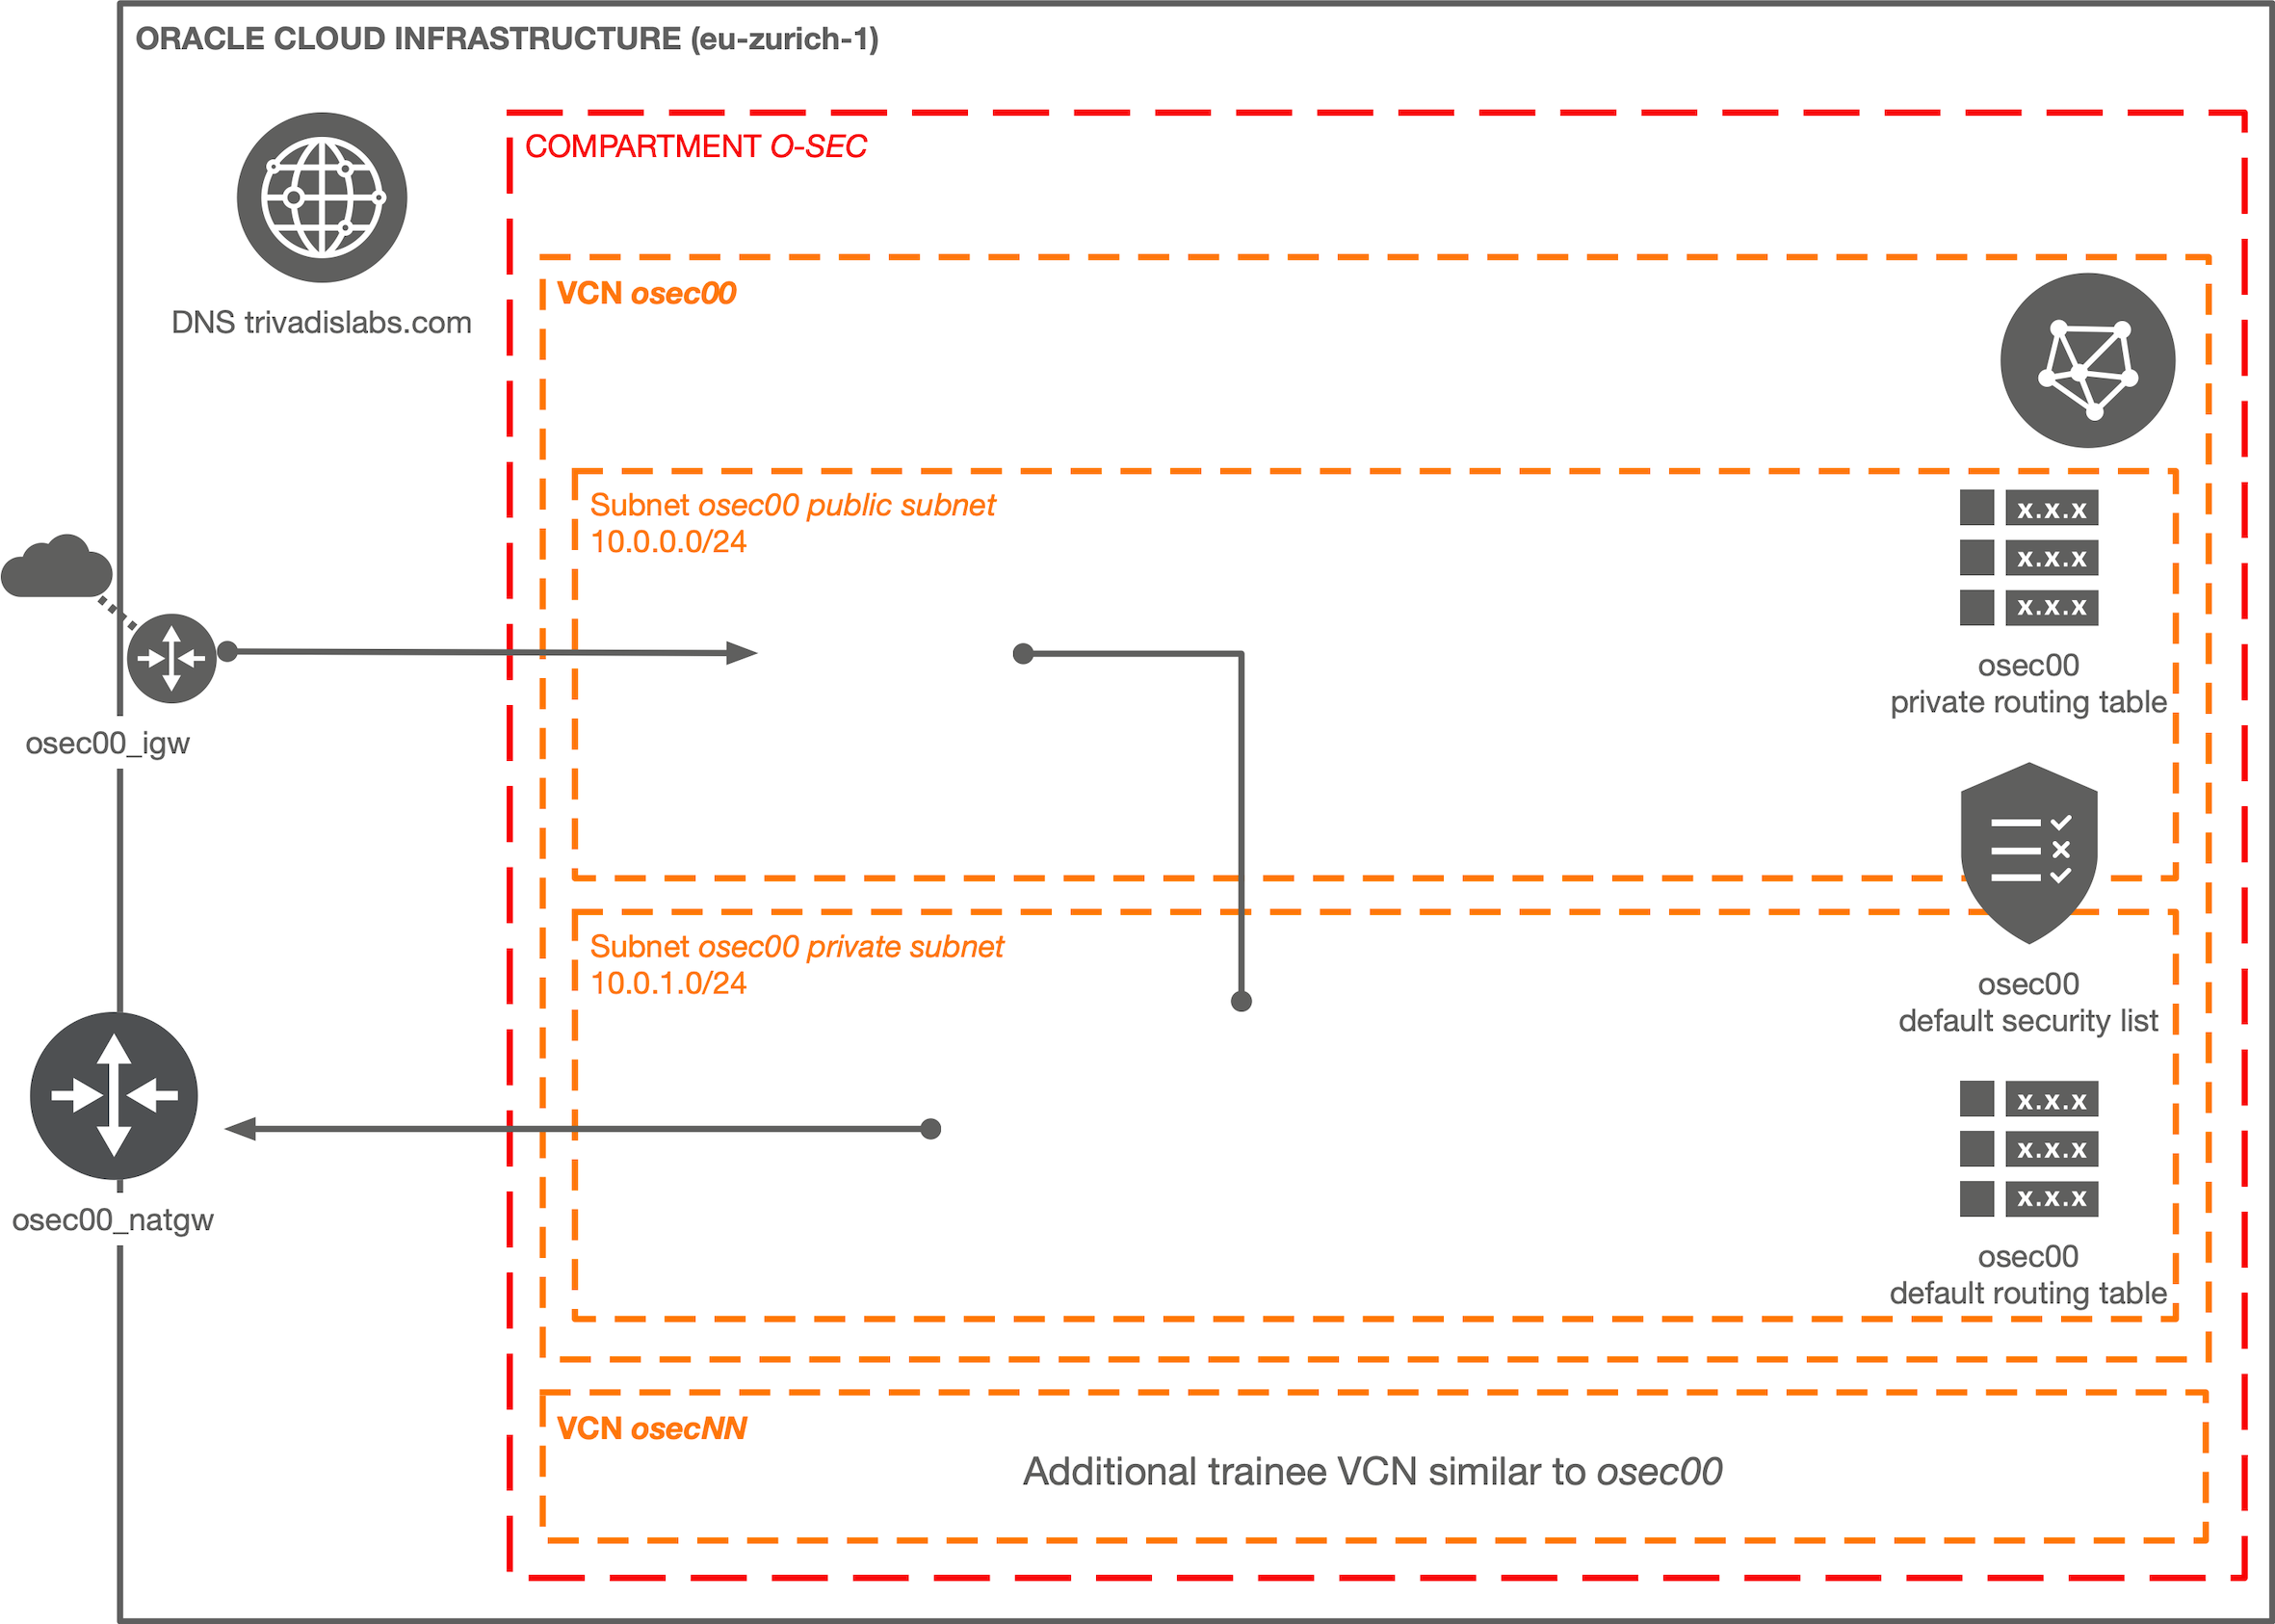 ORACLE CLOUD INFRASTRUCTURE (eu-zurich-1)
COMPARTMENT O-SEC
DNS trivadislabs.com
VCN osec00
Subnet osec00 public subnet
10.0.0.0/24
x.x.x
x.x.x
x.x.x
osec00
private routing table
osec00_igw
Subnet osec00 private subnet
10.0.1.0/24
osec00
default security list
x.x.x
x.x.x
x.x.x
osec00_natgw
osec00
default routing table
VCN osecNN
Additional trainee VCN similar to osec00